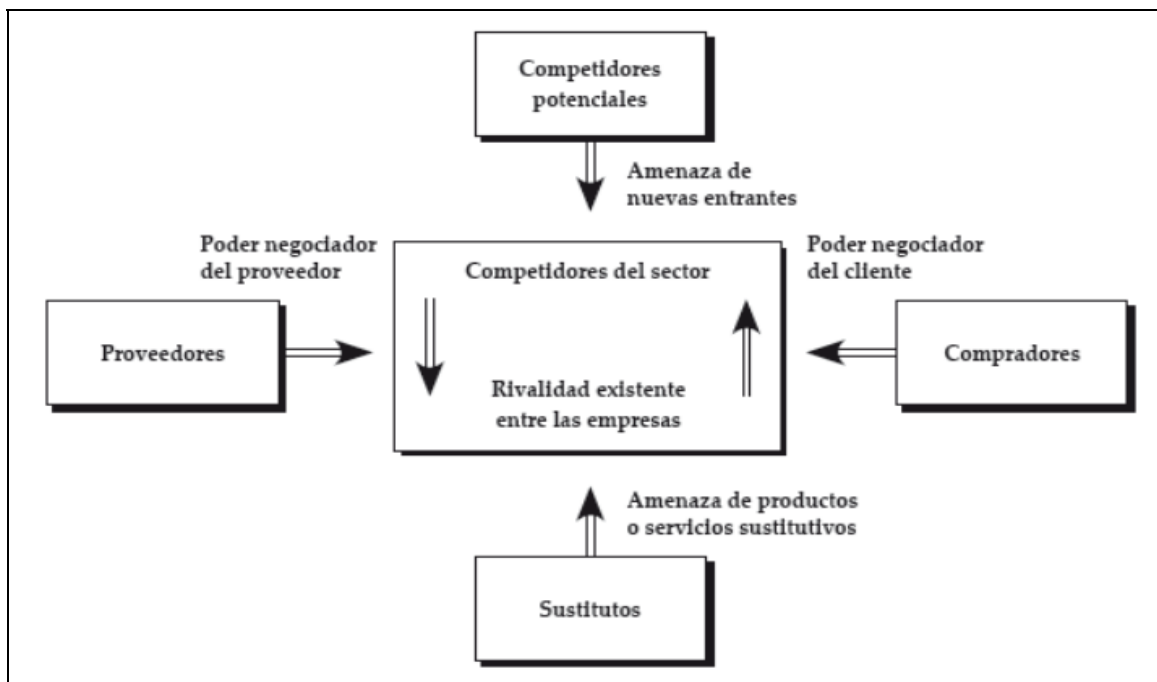 Competidores
potenciales
Amenaza de
nuevas entrantes
Poder negociador
del proveedor
Competidores del sector
Poder negociador
del cliente
Proveedores
Compradores
Rivalidad existente
entre las empresas
Amenaza de productos
o servicios sustitutivos
Sustitutos